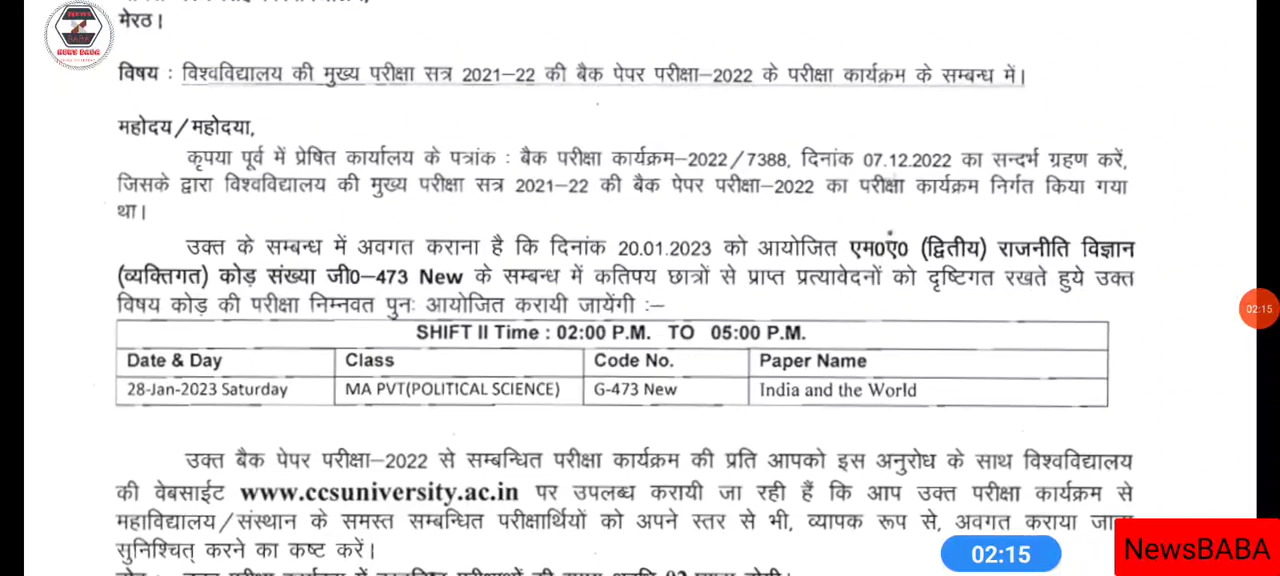 मेरठ।
NEWS BABA
विषय : विश्वविद्यालय की मुख्य परीक्षा सत्र 2021–22 की बैक पेपर परीक्षा–2022 के परीक्षा कार्यक्रम के सम्बन्ध में।
महोदय/महोदया,
कृपया पूर्व में प्रेषित कार्यालय के पत्रांक : बैक परीक्षा कार्यक्रम–2022/7388, दिनांक 07.12.2022 का सन्दर्भ ग्रहण करें,
जिसके द्वारा विश्वविद्यालय की मुख्य परीक्षा सत्र 2021–22 की बैक पेपर परीक्षा–2022 का परीक्षा कार्यक्रम निर्गत किया गया
था।
उक्त के सम्बन्ध में अवगत कराना है कि दिनांक 20.01.2023 को आयोजित एम0ए0 (द्वितीय) राजनीति विज्ञान
(व्यक्तिगत) कोड़ संख्या जी0–473 New के सम्बन्ध में कतिपय छात्रों से प्राप्त प्रत्यावेदनों को दृष्टिगत रखते हुये उक्त
विषय कोड़ की परीक्षा निम्नवत पुनः आयोजित करायी जायेंगी :–
SHIFT II Time : 02:00 P.M. TO 05:00 P.M.
Date & Day Class Code No. Paper Name
28-Jan-2023 Saturday MA PVT(POLITICAL SCIENCE) G-473 New India and the World
02:15
उक्त बैक पेपर परीक्षा–2022 से सम्बन्धित परीक्षा कार्यक्रम की प्रति आपको इस अनुरोध के साथ विश्वविद्यालय
की वेबसाईट www.ccsuniversity.ac.in पर उपलब्ध करायी जा रही हैं कि आप उक्त परीक्षा कार्यक्रम से
महाविद्यालय/संस्थान के समस्त सम्बन्धित परीक्षार्थियों को अपने स्तर से भी, व्यापक रूप से, अवगत कराया जाना
सुनिश्चित् करने का कष्ट करें।
02:15
NewsBABA